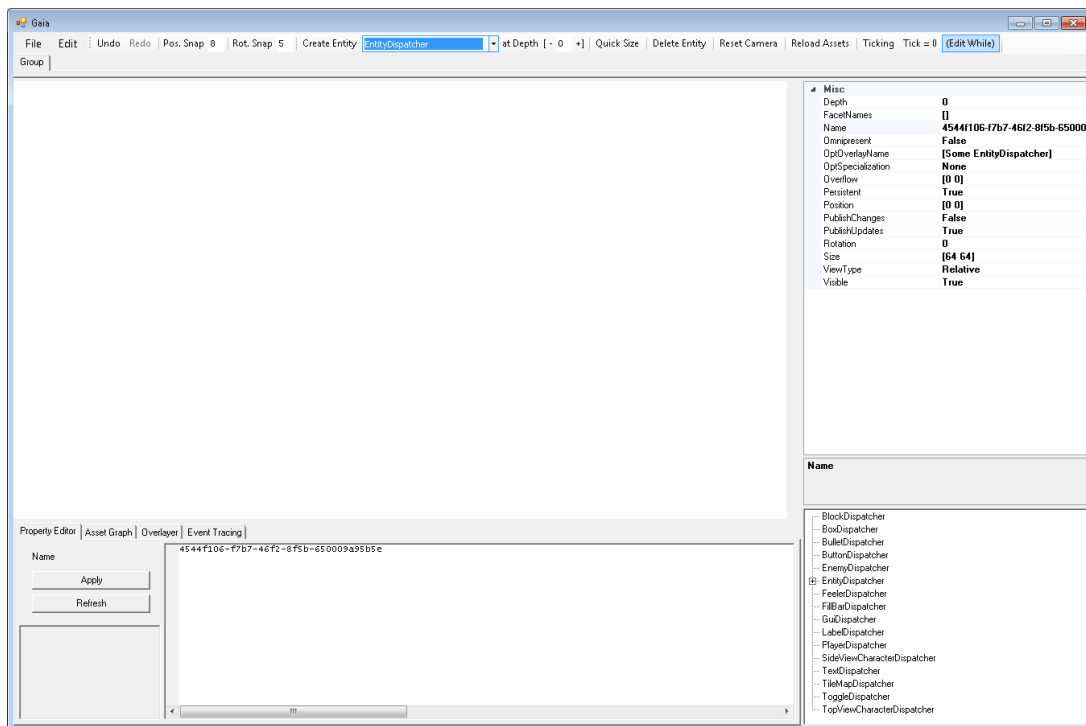 Gaia
File Edit Undo Redo Pos. Snap 8 Rot. Snap 5 Create Entity EntityDispatcher at Depth [ - 0 +] Quick Size Delete Entity Reset Camera Reload Assets Ticking Tick = 0 (Edit While)
Group
Misc
Depth 0
FacetNames []
Name 4544f106-f7b7-46f2-8f5b-650009
Omnipresent False
OptOverlayName [Some EntityDispatcher]
OptSpecialization None
Overflow [0 0]
Persistent True
Position [0 0]
PublishChanges False
PublishUpdates True
Rotation 0
Size [64 64]
ViewType Relative
Visible True
Name
Property Editor Asset Graph Overlayer Event Tracing
Name
Apply
Refresh
4544f106-f7b7-46f2-8f5b-650009a95b5e
BlockDispatcher
BoxDispatcher
BulletDispatcher
ButtonDispatcher
EnemyDispatcher
EntityDispatcher
FeelerDispatcher
FillBarDispatcher
GuiDispatcher
LabelDispatcher
PlayerDispatcher
SideViewCharacterDispatcher
TextDispatcher
TileMapDispatcher
ToggleDispatcher
TopViewCharacterDispatcher